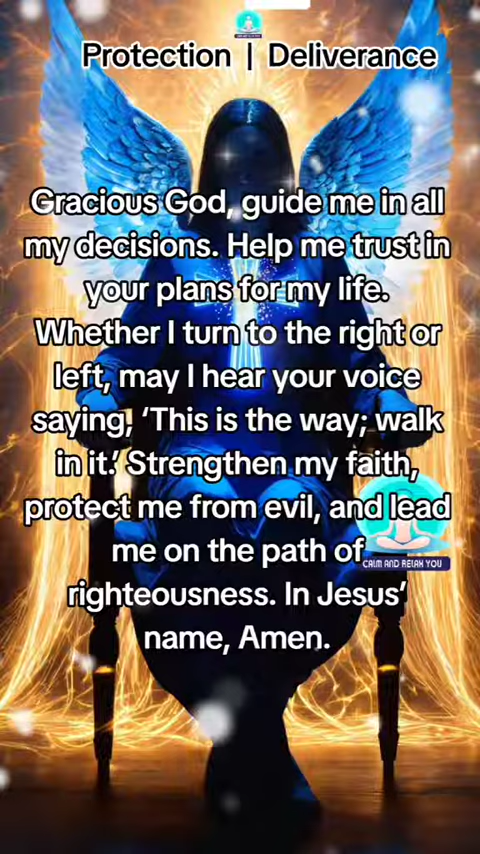 Protection | Deliverance
Gracious God, guide me in all
my decisions. Help me trust in
your plans for my life.
Whether I turn to the right or
left, may I hear your voice
saying, ‘This is the way; walk
in it.’ Strengthen my faith,
protect me from evil, and lead
me on the path of
CALM AND RELAX YOU
righteousness. In Jesus’
name, Amen.